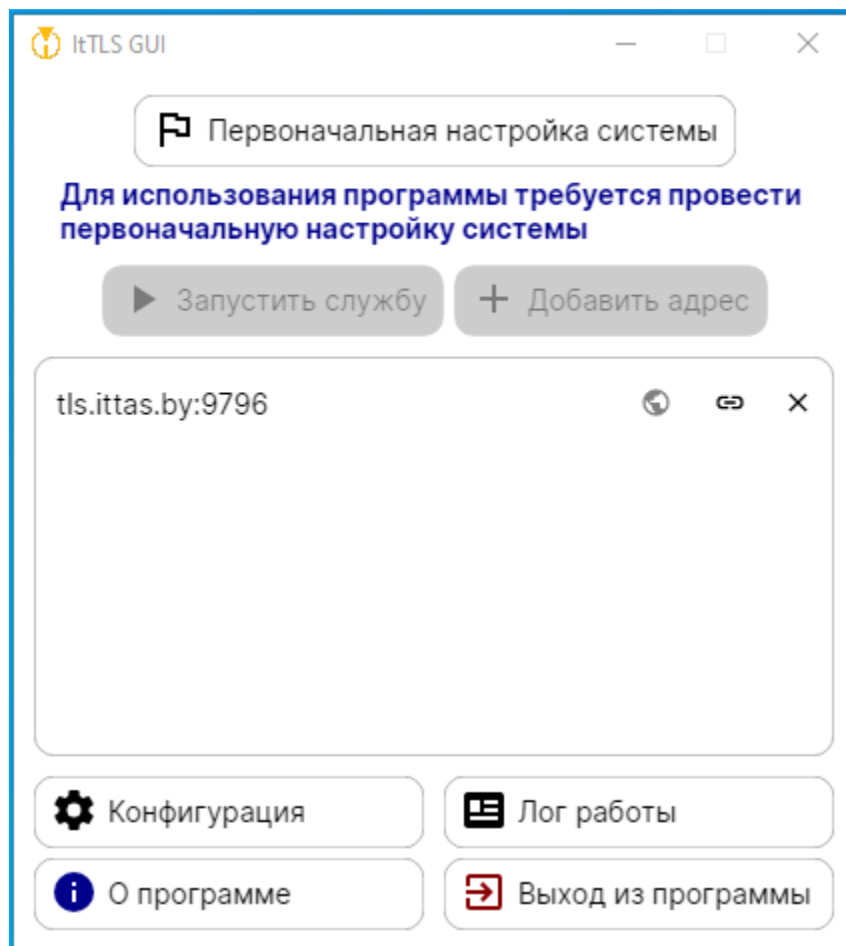 ItTLS GUI
Первоначальная настройка системы
Для использования программы требуется провести
первоначальную настройку системы
Запустить службу
Добавить адрес
tls.ittas.by:9796
Конфигурация
Лог работы
О программе
Выход из программы